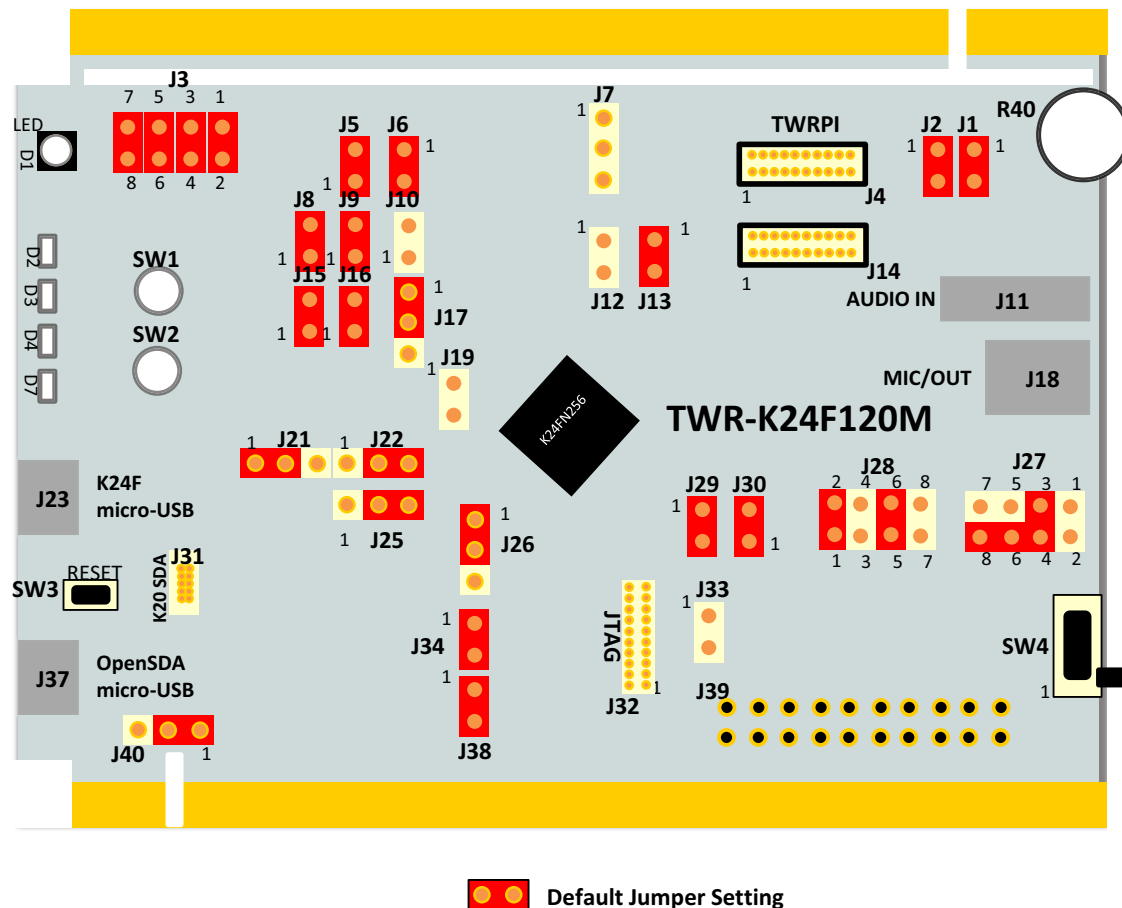 J3
7 5 3 1
LED
D1
8 6 4 2
J5 J6
1
1
J7
1
TWRPI
1
J4
J2 J1
1 1
R40
J8 J9 J10
1 1 1
J12 J13
1 1
J14
1
AUDIO IN
J11
D2
D3
D4
D7
SW1
SW2
J15 J16
1 1
J17
1
J19
1
MIC/OUT
J18
K24FN256
TWR-K24F120M
J21 J22
1 1
J25
1
J23
K24F
micro-USB
J26
1
J29 J30
1 1
J28
2 4 6 8
1 3 5 7
J27
7 5 3 1
8 6 4 2
RESET
SW3
K20 SDA
J31
J34
1
JTAG
J32
1
J33
1
SW4
1
J37
OpenSDA
micro-USB
J38
1
J39
J40
1
Default Jumper Setting